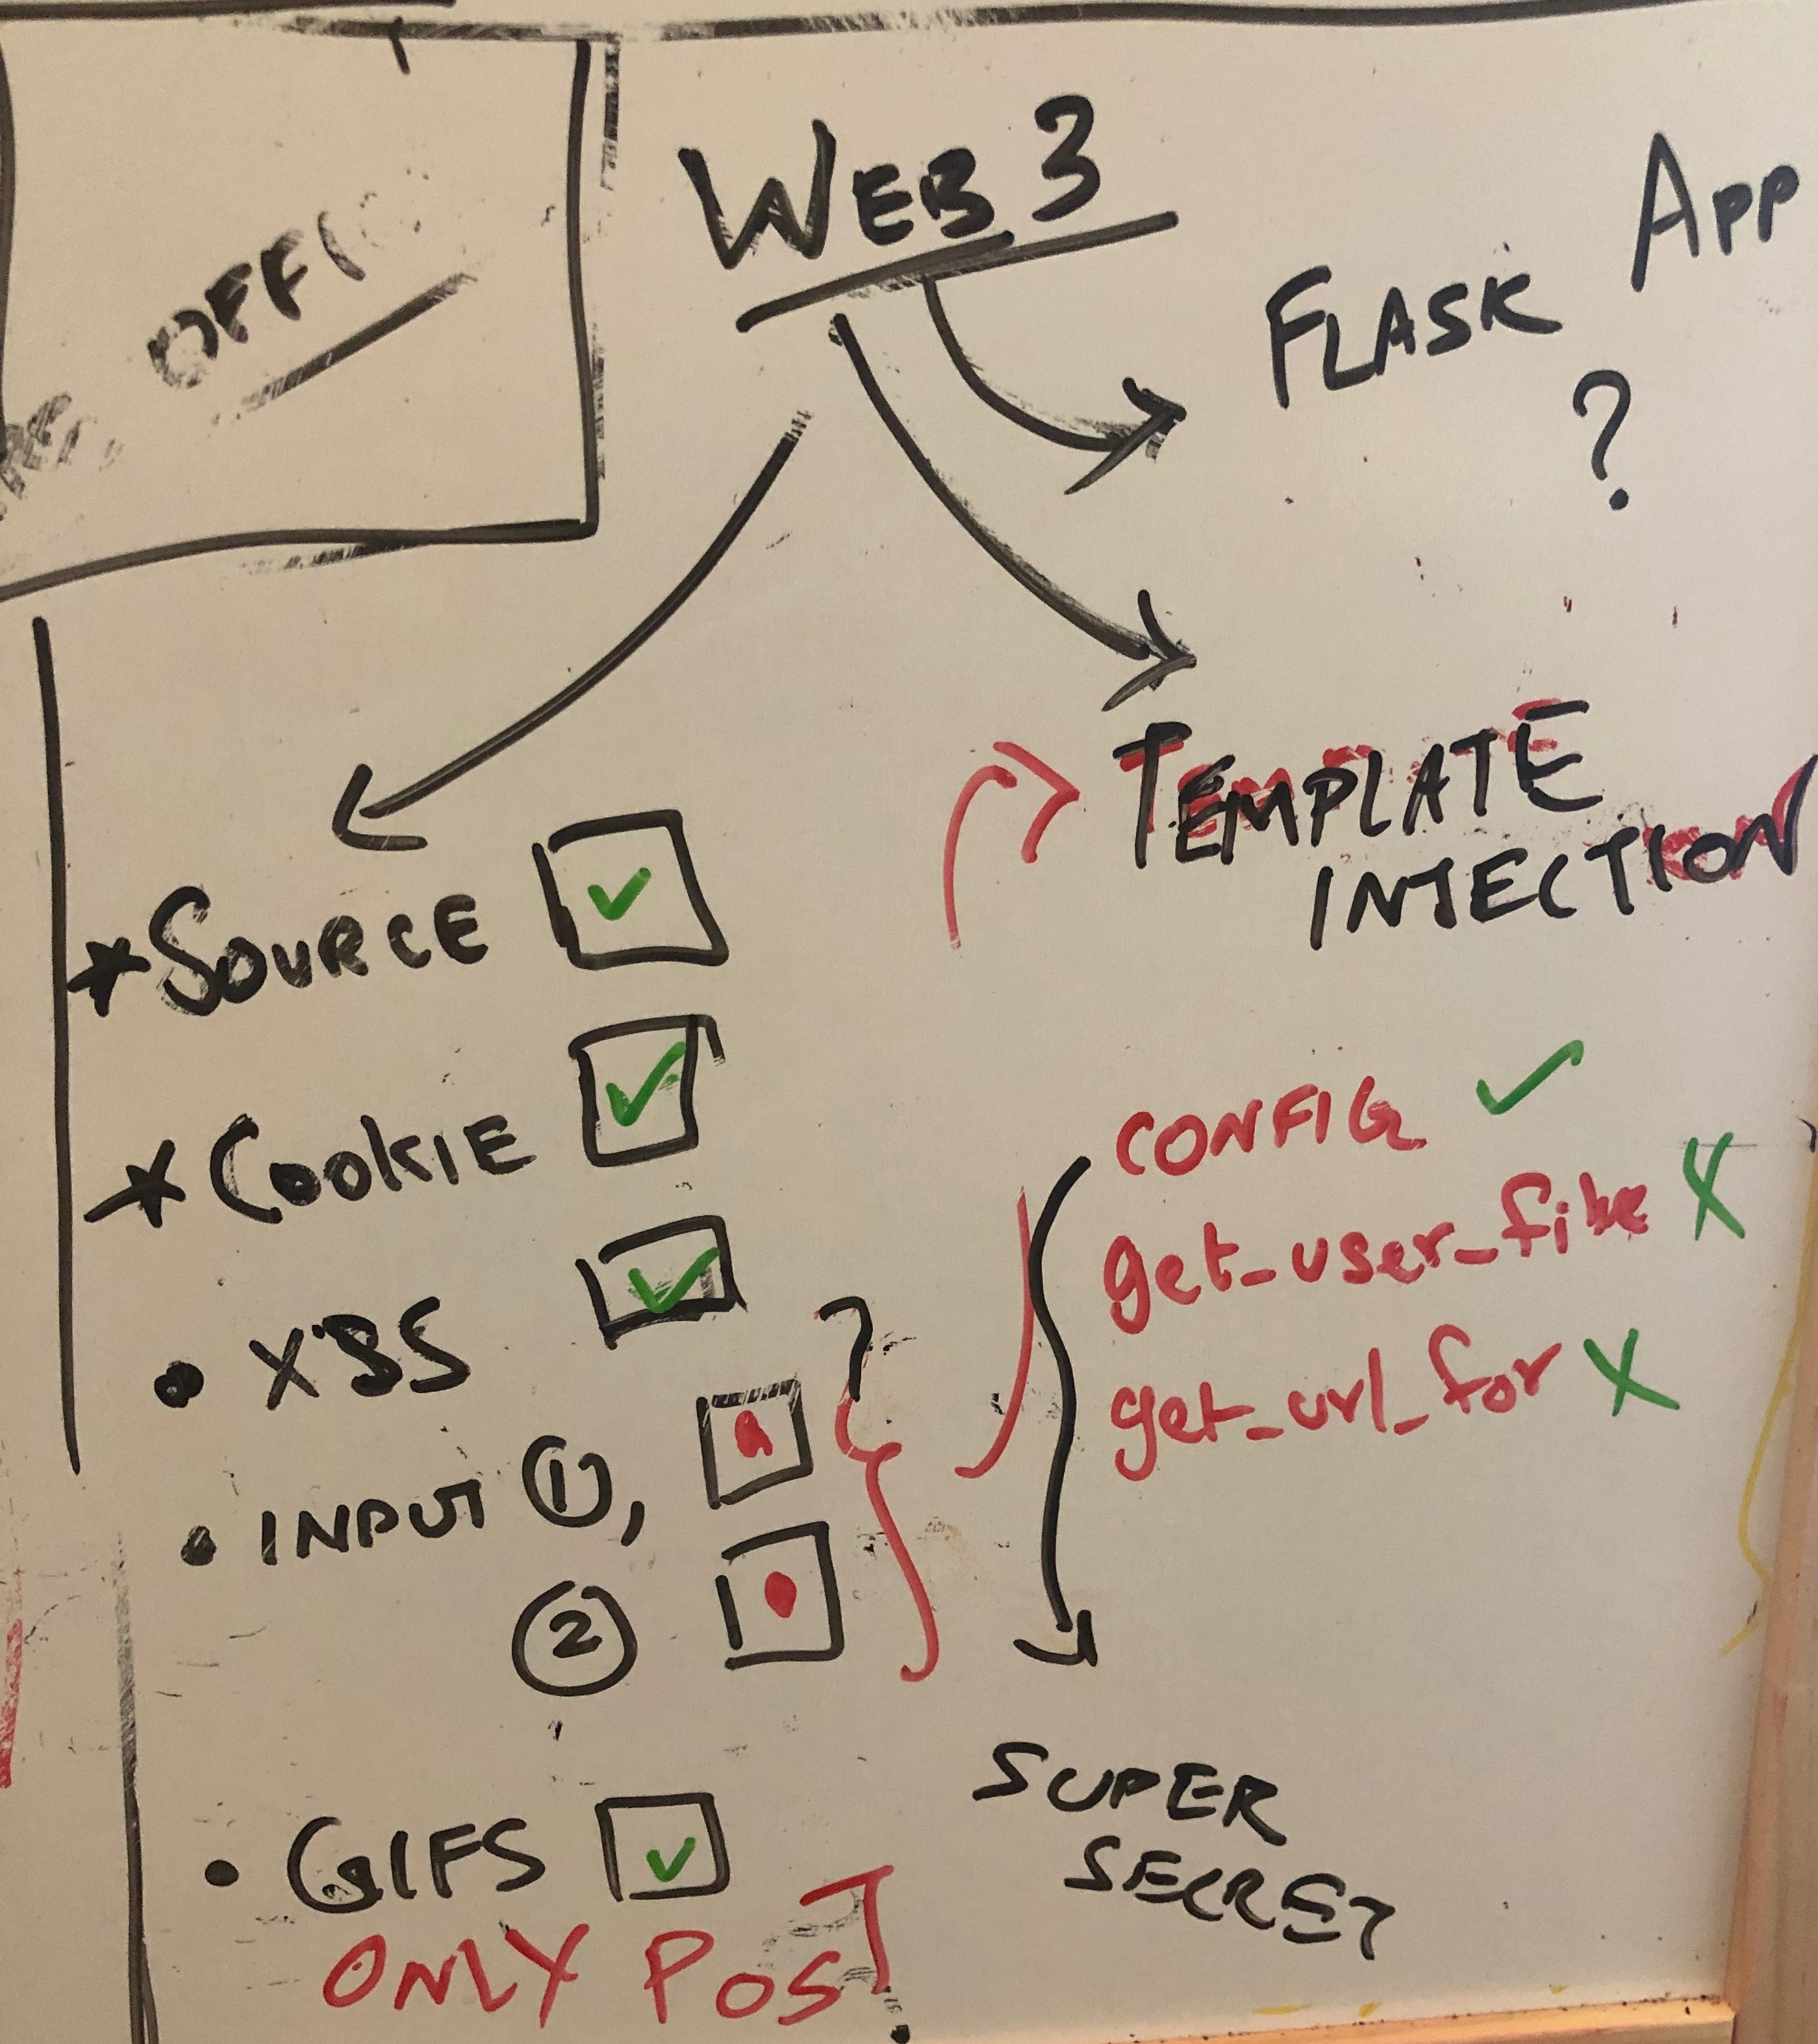 WEB 3
FLASK APP
?
TEMPLATE
INJECTION
* SOURCE ✓
* COOKIE ✓
• XSS ✓
• INPUT ①,
②
• GIFS ✓
ONLY POST
CONFIG ✓
get_user_file X
get_url_for X
SUPER
SECRET